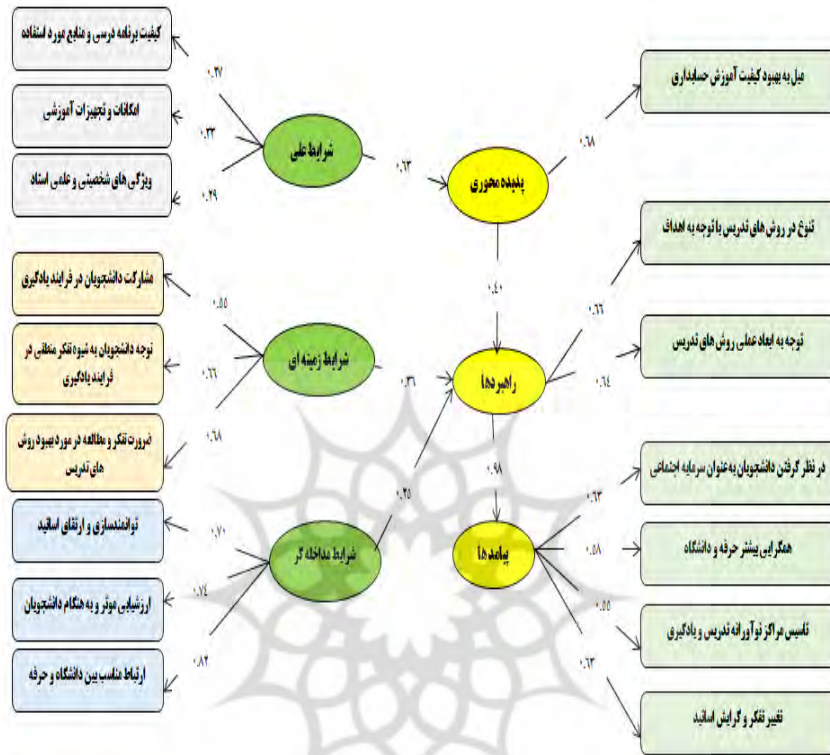 کیفیت برنامه درسی و منابع مورد استفاده
۰.۳۷
امکانات و تجهیزات آموزشی
۰.۳۳
ویژگی های شخصیتی و علمی استاد
۰.۳۹
شرایط علی
۰.۶۳
پدیده محوری
۰.۶۸
میل به بهبود کیفیت آموزش حسابداری
۰.۴۰
مشارکت دانشجویان در فرایند یادگیری
۰.۵۵
توجه دانشجویان به شیوه تفکر منطقی در
فرایند یادگیری
۰.۶۶
ضرورت تفکر و مطالعه در مورد بهبود روش
های تدریس
۰.۶۸
شرایط زمینه ای
۰.۳۶
راهبردها
۰.۶۶
تنوع در روش های تدریس با توجه به اهداف
۰.۶۴
توجه به ابعاد عملی روش های تدریس
۰.۹۸
توانمندسازی و ارتقای اساتید
۰.۷۰
ارزشیابی موثر و به هنگام دانشجویان
۰.۷۴
ارتباط مناسب بین دانشگاه و حرفه
۰.۸۲
شرایط مداخله گر
۰.۲۵
پیامدها
۰.۶۳
در نظر گرفتن دانشجویان به عنوان سرمایه اجتماعی
۰.۵۸
همگرایی بیشتر حرفه و دانشگاه
۰.۵۵
تاسیس مراکز نوآورانه تدریس و یادگیری
۰.۶۳
تغییر تفکر و گرایش اساتید